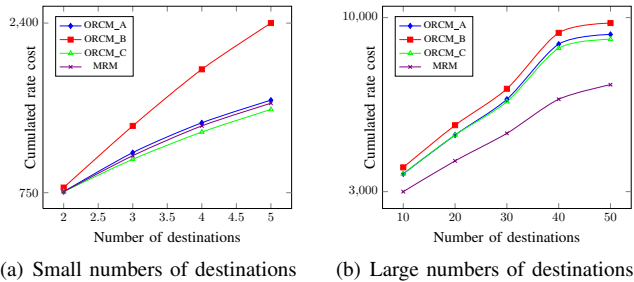 2,400
750
Cumulated rate cost
ORCM_A
ORCM_B
ORCM_C
MRM
2 2.5 3 3.5 4 4.5 5
Number of destinations
(a) Small numbers of destinations
10,000
3,000
Cumulated rate cost
ORCM_A
ORCM_B
ORCM_C
MRM
10 20 30 40 50
Number of destinations
(b) Large numbers of destinations